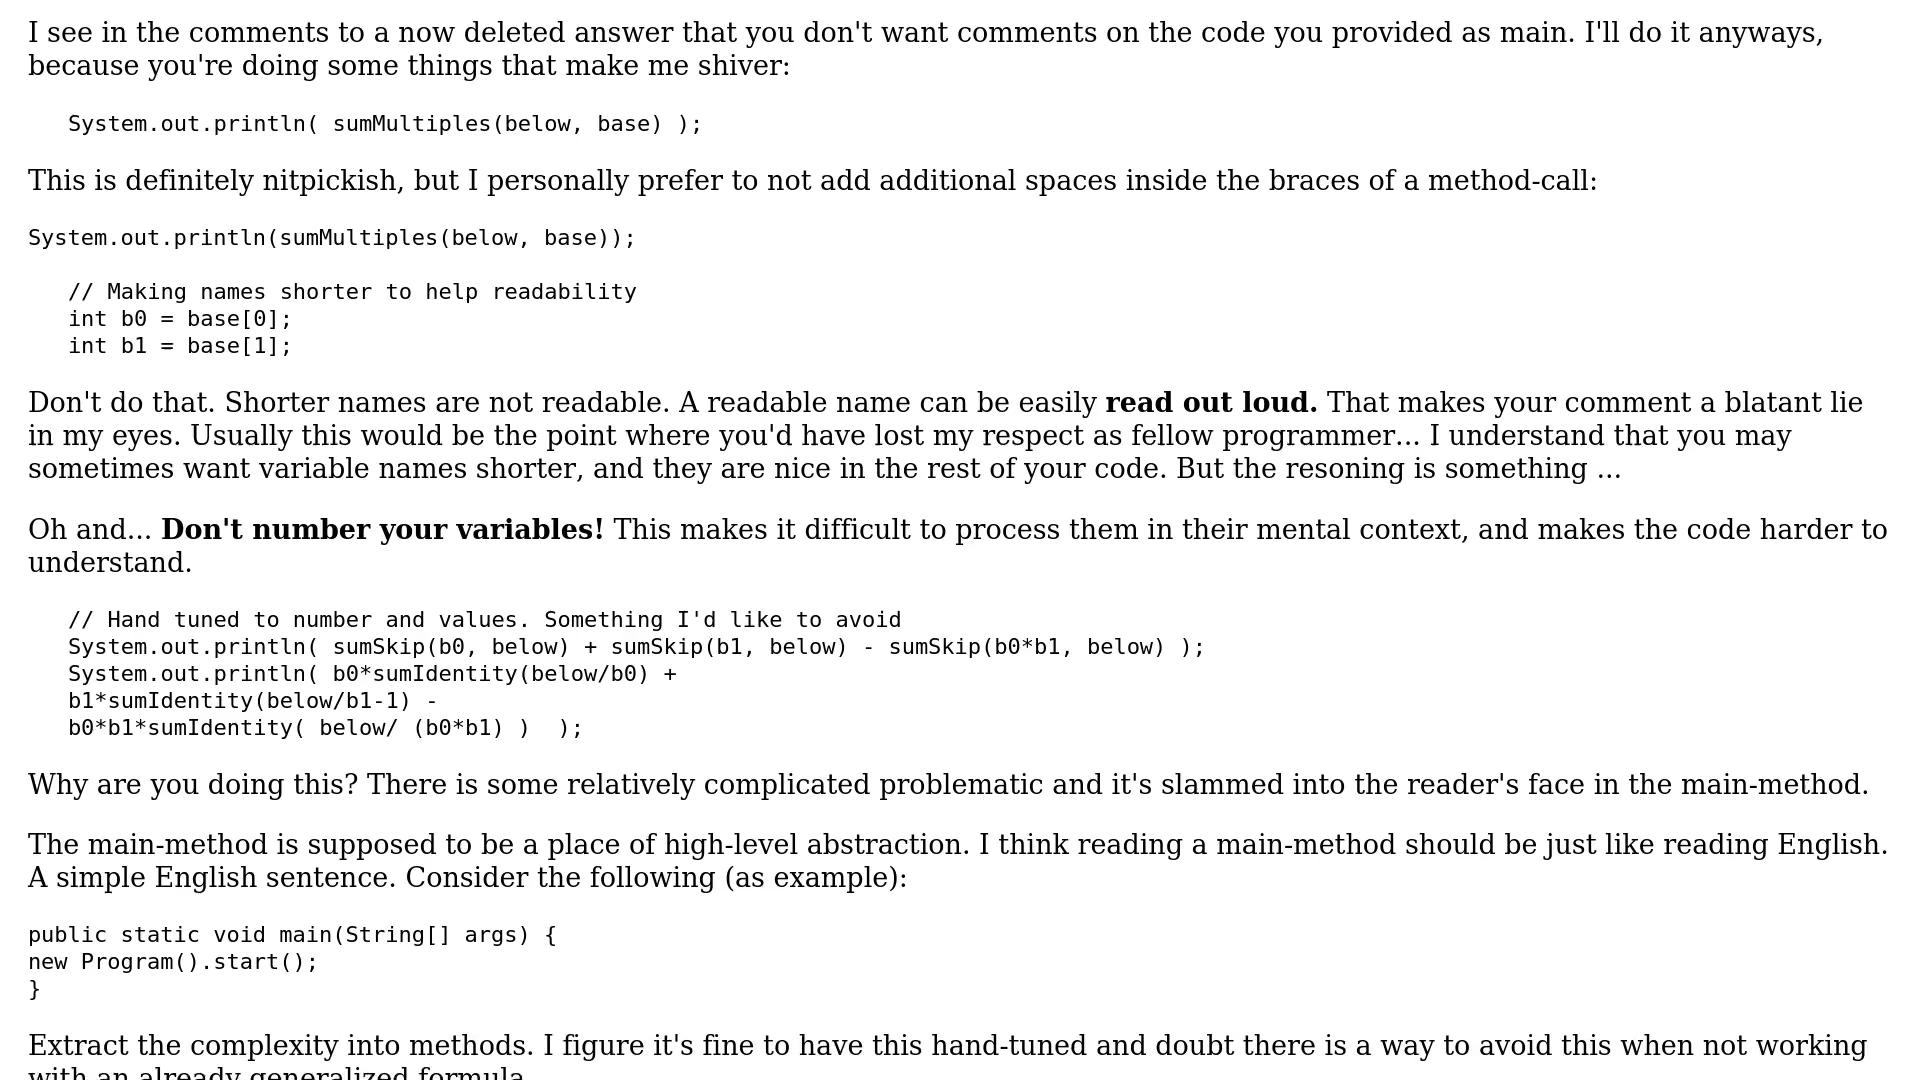 I see in the comments to a now deleted answer that you don't want comments on the code you provided as main. I'll do it anyways,
because you're doing some things that make me shiver:
System.out.println( sumMultiples(below, base) );
This is definitely nitpickish, but I personally prefer to not add additional spaces inside the braces of a method-call:
System.out.println(sumMultiples(below, base));
// Making names shorter to help readability
int b0 = base[0];
int b1 = base[1];
Don't do that. Shorter names are not readable. A readable name can be easily read out loud. That makes your comment a blatant lie
in my eyes. Usually this would be the point where you'd have lost my respect as fellow programmer... I understand that you may
sometimes want variable names shorter, and they are nice in the rest of your code. But the resoning is something ...
Oh and... Don't number your variables! This makes it difficult to process them in their mental context, and makes the code harder to
understand.
// Hand tuned to number and values. Something I'd like to avoid
System.out.println( sumSkip(b0, below) + sumSkip(b1, below) - sumSkip(b0*b1, below) );
System.out.println( b0*sumIdentity(below/b0) +
b1*sumIdentity(below/b1-1) -
b0*b1*sumIdentity( below/ (b0*b1) )  );
Why are you doing this? There is some relatively complicated problematic and it's slammed into the reader's face in the main-method.
The main-method is supposed to be a place of high-level abstraction. I think reading a main-method should be just like reading English.
A simple English sentence. Consider the following (as example):
public static void main(String[] args) {
new Program().start();
}
Extract the complexity into methods. I figure it's fine to have this hand-tuned and doubt there is a way to avoid this when not working
with an already generalized formula.